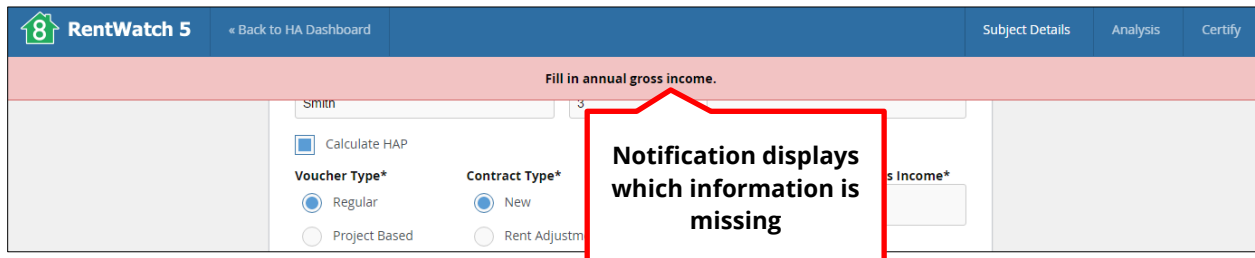 8 RentWatch 5 « Back to HA Dashboard Subject Details Analysis Certify
Fill in annual gross income.
Smith 3
Calculate HAP
Voucher Type* Contract Type* Income*
Regular New
Project Based Rent
Notification displays
which information is
missing